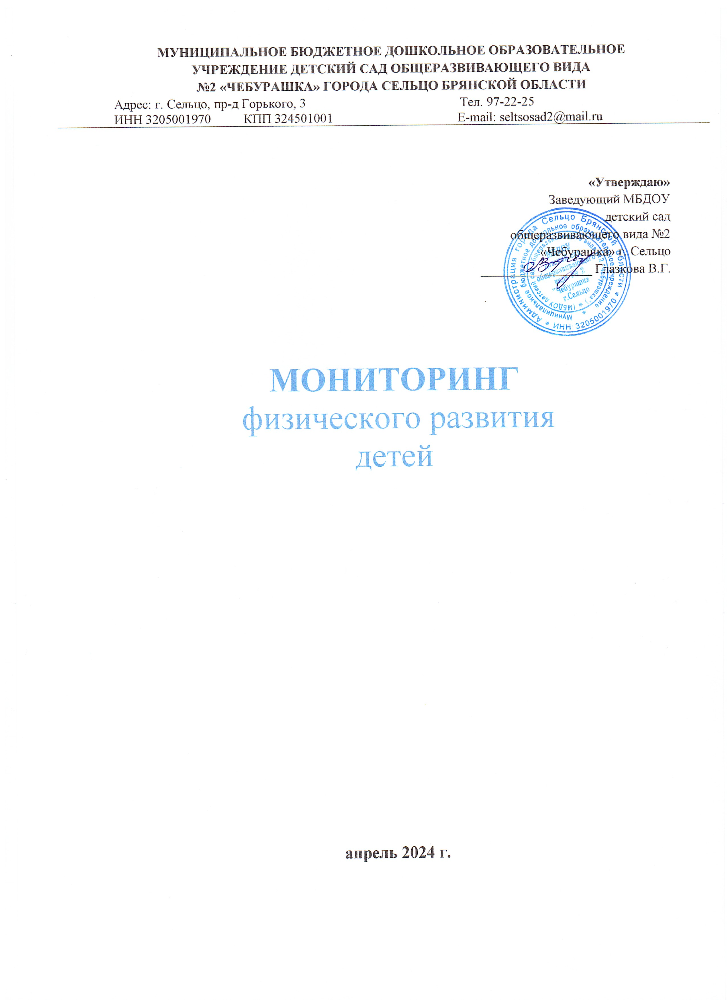 МУНИЦИПАЛЬНОЕ БЮДЖЕТНОЕ ДОШКОЛЬНОЕ ОБРАЗОВАТЕЛЬНОЕ
УЧРЕЖДЕНИЕ ДЕТСКИЙ САД ОБЩЕРАЗВИВАЮЩЕГО ВИДА
№2 «ЧЕБУРАШКА» ГОРОДА СЕЛЬЦО БРЯНСКОЙ ОБЛАСТИ
Адрес: г. Сельцо, пр-д Горького, 3 Тел. 97-22-25
ИНН 3205001970 КПП 324501001 E-mail: seltsosad2@mail.ru
«Утверждаю»
Заведующий МБДОУ
детский сад
общеразвивающего вида №2
«Чебурашка» г. Сельцо
Глазкова В.Г.
* Администрация города Сельцо Брянской области * ИНН 3205001970
* Муниципальное бюджетное дошкольное образовательное учреждение
* (МБДОУ детский сад общеразвивающего вида №2 "Чебурашка")
МБДОУ
общеразвивающего
вида № 2
"Чебурашка
г.Сельцо
МОНИТОРИНГ
физического развития
детей
апрель 2024 г.